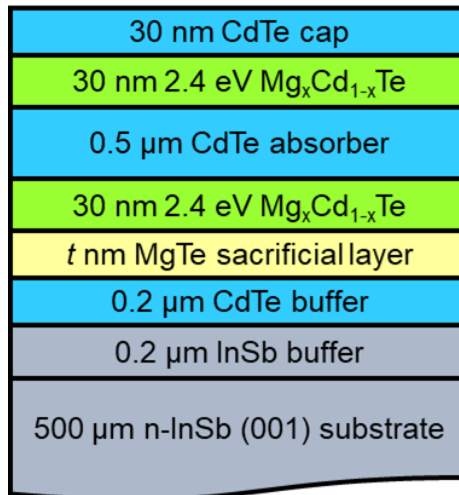 30 nm CdTe cap
30 nm 2.4 eV MgₓCd₁₋ₓTe
0.5 µm CdTe absorber
30 nm 2.4 eV MgₓCd₁₋ₓTe
t nm MgTe sacrificial layer
0.2 µm CdTe buffer
0.2 µm InSb buffer
500 µm n-InSb (001) substrate